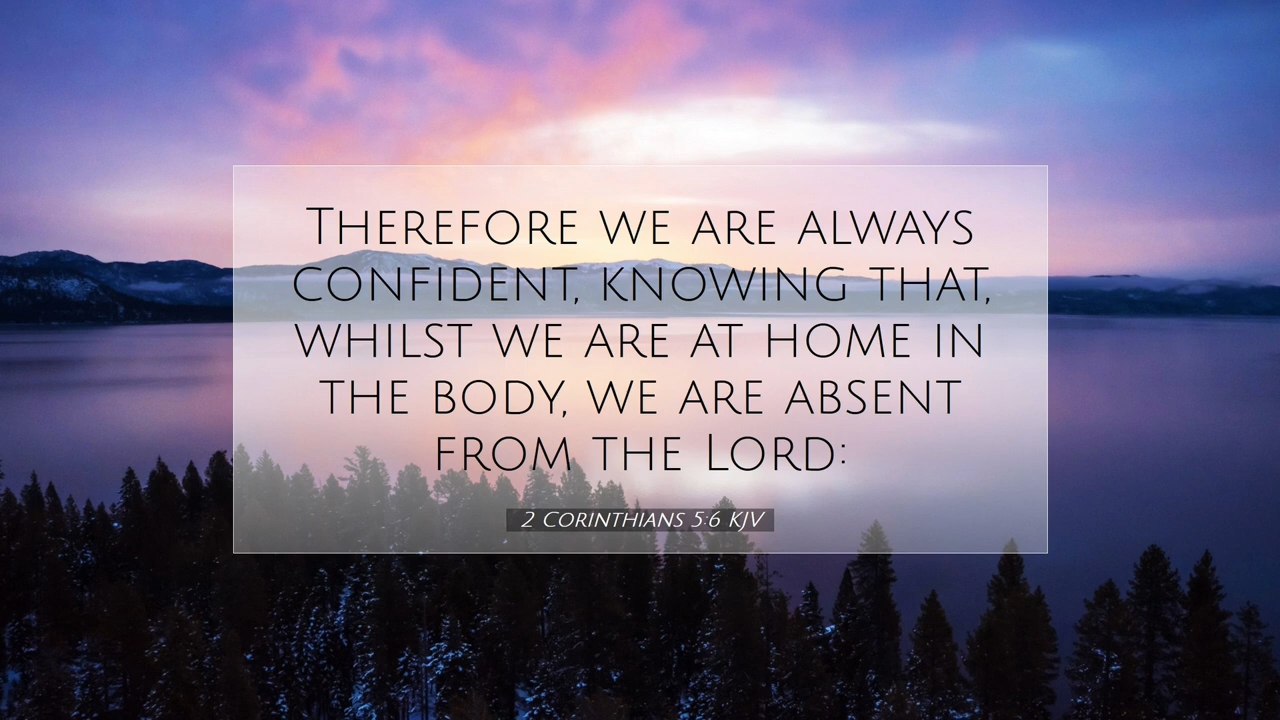 Therefore we are always
confident, knowing that,
whilst we are at home in
the body, we are absent
from the Lord:
2 Corinthians 5:6 KJV